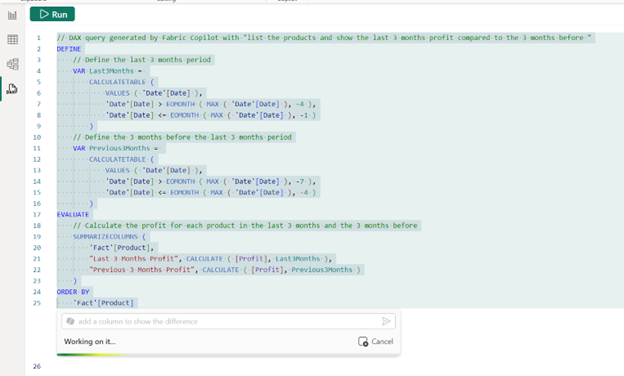 Run
1 // DAX query generated by Fabric Copilot with "list the products and show the last 3 months profit compared to the 3 months before "
2 DEFINE
3 // Define the last 3 months period
4 VAR Last3Months =
5 CALCULATETABLE (
6 VALUES ( 'Date'[Date] ),
7 'Date'[Date] > EOMONTH ( MAX ( 'Date'[Date] ), -4 ),
8 'Date'[Date] <= EOMONTH ( MAX ( 'Date'[Date] ), -1 )
9 )
10 // Define the 3 months before the last 3 months period
11 VAR Previous3Months =
12 CALCULATETABLE (
13 VALUES ( 'Date'[Date] ),
14 'Date'[Date] > EOMONTH ( MAX ( 'Date'[Date] ), -7 ),
15 'Date'[Date] <= EOMONTH ( MAX ( 'Date'[Date] ), -4 )
16 )
17 EVALUATE
18 // Calculate the profit for each product in the last 3 months and the 3 months before
19 SUMMARIZECOLUMNS (
20 'Fact'[Product],
21 "Last 3 Months Profit", CALCULATE ( [Profit], Last3Months ),
22 "Previous 3 Months Profit", CALCULATE ( [Profit], Previous3Months )
23 )
24 ORDER BY
25 'Fact'[Product]
add a column to show the difference
Working on it...
Cancel
26